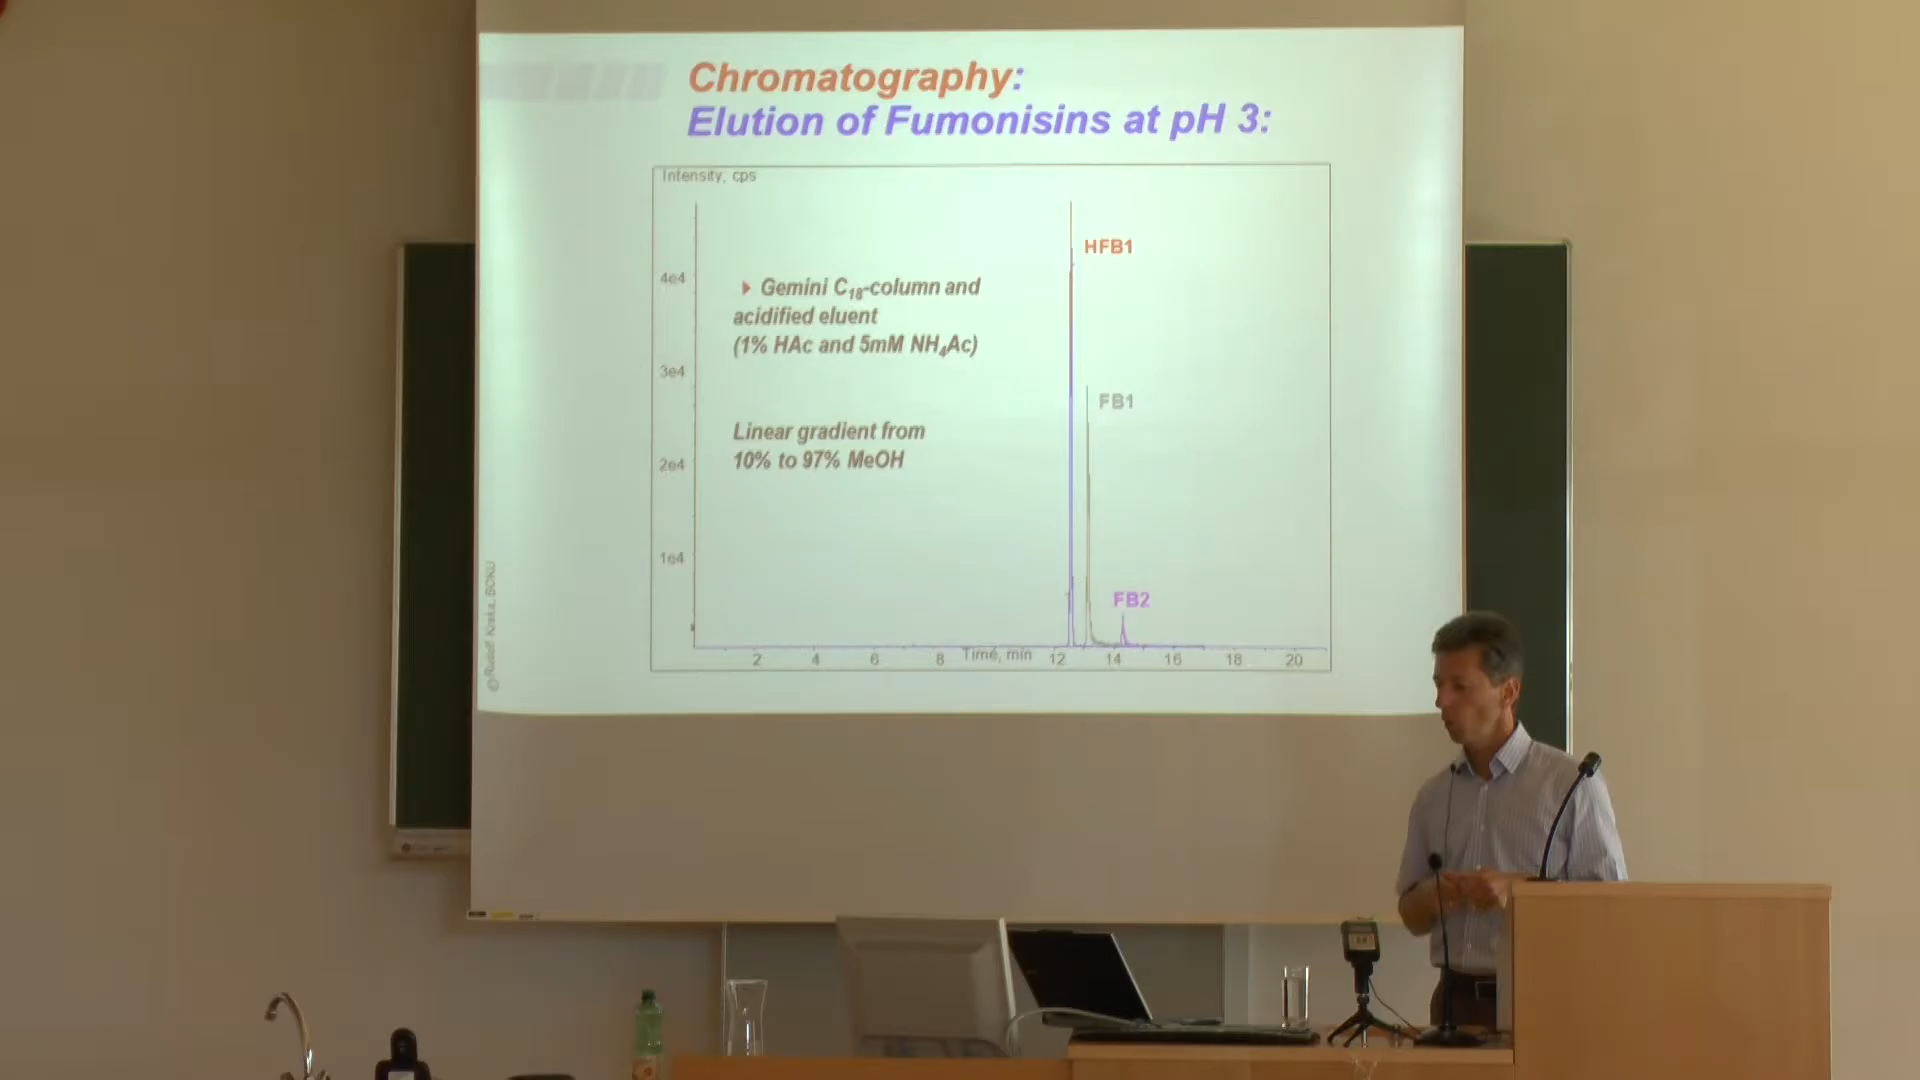 Chromatography:
Elution of Fumonisins at pH 3:
Intensity, cps
HFB1
4e4
Gemini C18-column and
acidified eluent
(1% HAc and 5mM NH4Ac)
3e4
FB1
Linear gradient from
10% to 97% MeOH
2e4
1e4
FB2
2 4 6 8 Time, min 12 14 16 18 20